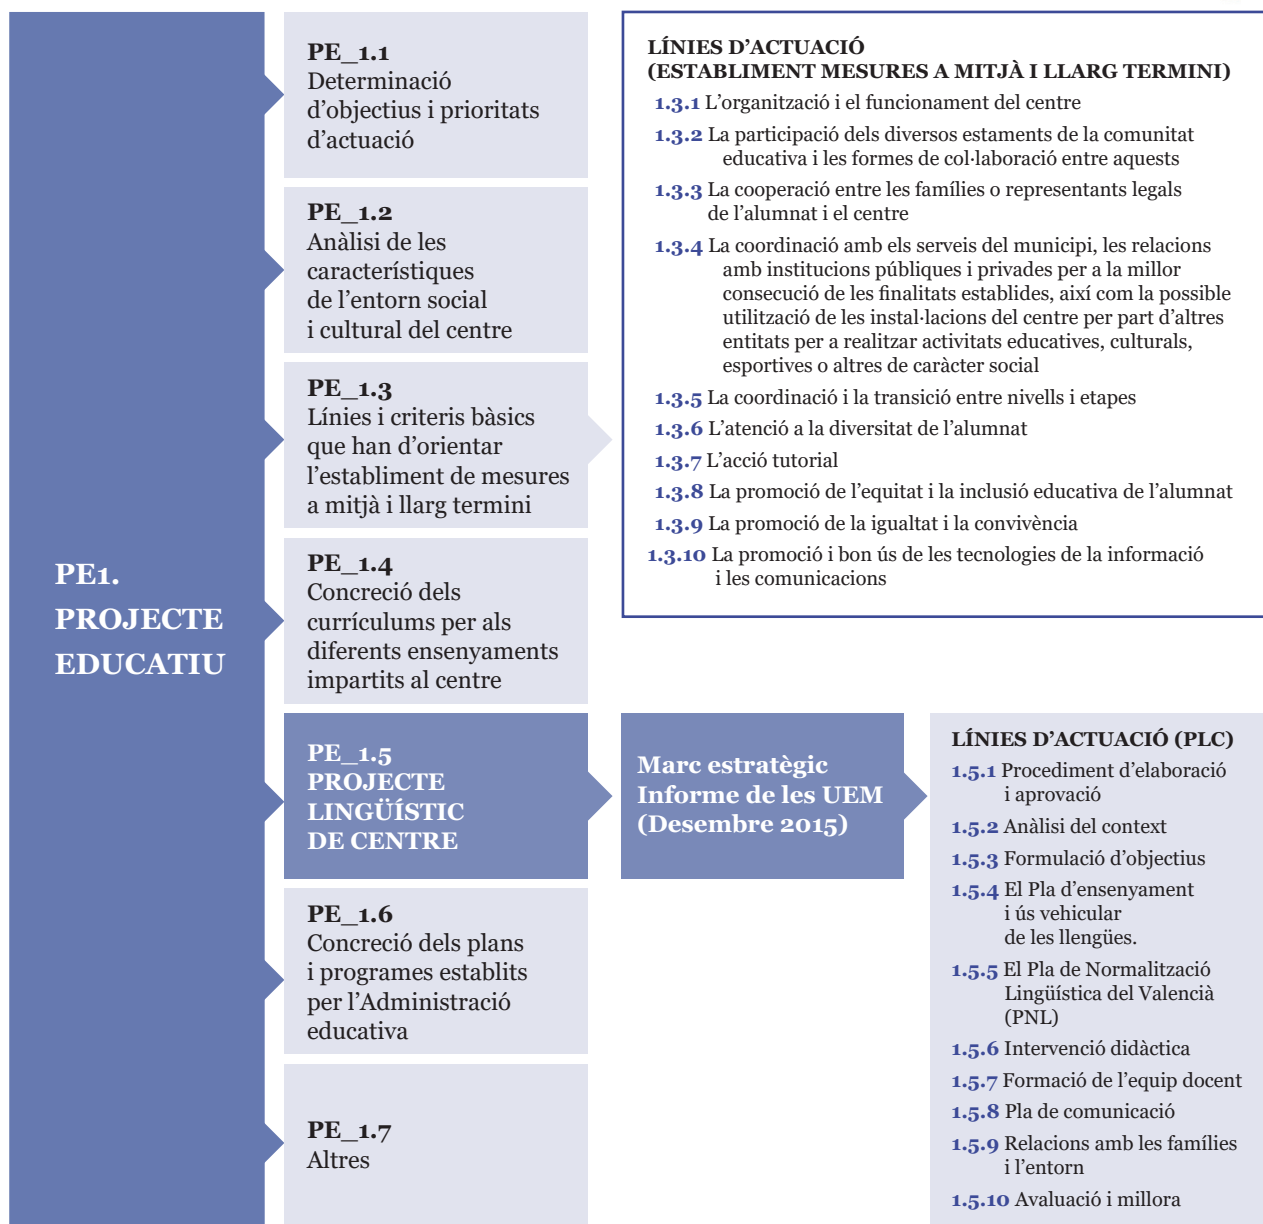 PE1.
PROJECTE
EDUCATIU
PE_1.1
Determinació
d’objectius i prioritats
d’actuació
PE_1.2
Anàlisi de les
característiques
de l’entorn social
i cultural del centre
PE_1.3
Línies i criteris bàsics
que han d’orientar
l’establiment de mesures
a mitjà i llarg termini
LÍNIES D’ACTUACIÓ
(ESTABLIMENT MESURES A MITJÀ I LLARG TERMINI)
1.3.1 L’organització i el funcionament del centre
1.3.2 La participació dels diversos estaments de la comunitat
educativa i les formes de col·laboració entre aquests
1.3.3 La cooperació entre les famílies o representants legals
de l’alumnat i el centre
1.3.4 La coordinació amb els serveis del municipi, les relacions
amb institucions públiques i privades per a la millor
consecució de les finalitats establides, així com la possible
utilització de les instal·lacions del centre per part d’altres
entitats per a realitzar activitats educatives, culturals,
esportives o altres de caràcter social
1.3.5 La coordinació i la transició entre nivells i etapes
1.3.6 L’atenció a la diversitat de l’alumnat
1.3.7 L’acció tutorial
1.3.8 La promoció de l’equitat i la inclusió educativa de l’alumnat
1.3.9 La promoció de la igualtat i la convivència
1.3.10 La promoció i bon ús de les tecnologies de la informació
i les comunicacions
PE_1.4
Concreció dels
currículums per als
diferents ensenyaments
impartits al centre
PE_1.5
PROJECTE
LINGÜÍSTIC
DE CENTRE
Marc estratègic
Informe de les UEM
(Desembre 2015)
LÍNIES D’ACTUACIÓ (PLC)
1.5.1 Procediment d’elaboració
i aprovació
1.5.2 Anàlisi del context
1.5.3 Formulació d’objectius
1.5.4 El Pla d’ensenyament
i ús vehicular
de les llengües.
1.5.5 El Pla de Normalització
Lingüística del Valencià
(PNL)
1.5.6 Intervenció didàctica
1.5.7 Formació de l’equip docent
1.5.8 Pla de comunicació
1.5.9 Relacions amb les famílies
i l’entorn
1.5.10 Avaluació i millora
PE_1.6
Concreció dels plans
i programes establits
per l’Administració
educativa
PE_1.7
Altres